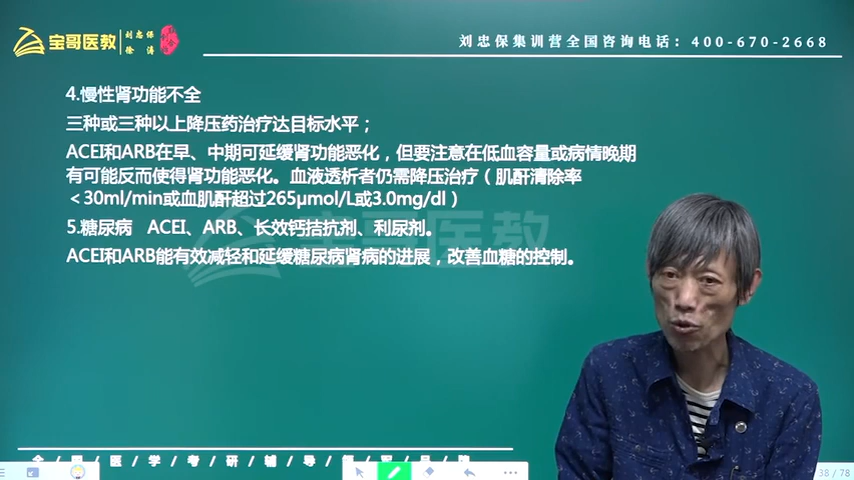 宝哥医教
刘忠保
徐涛
刘忠保集训营全国咨询电话：400-670-2668
4.慢性肾功能不全
三种或三种以上降压药治疗达目标水平；
ACEI和ARB在早、中期可延缓肾功能恶化，但要注意在低血容量或病情晚期
有可能反而使得肾功能恶化。血液透析者仍需降压治疗（肌酐清除率
＜30ml/min或血肌酐超过265μmol/L或3.0mg/dl）
5.糖尿病 ACEI、ARB、长效钙拮抗剂、利尿剂。
ACEI和ARB能有效减轻和延缓糖尿病肾病的进展，改善血糖的控制。
宝哥医教
38 / 78